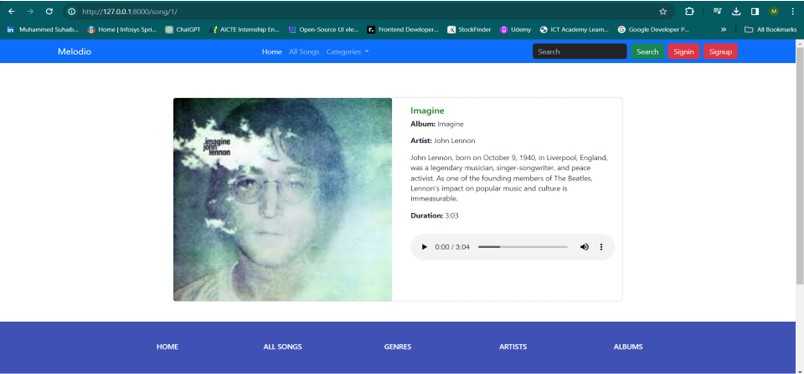 http://127.0.0.1:8000/song/1/
Muhammed Suhaib... Home | Infosys Spri... ChatGPT AICTE Internship En... Open-Source UI ele... Frontend Developer... StockFinder Udemy ICT Academy Learn... Google Developer P... » All Bookmarks
Melodio Home All Songs Categories Search Search Signin Signup
imagine
john
lennon
Imagine
Album: Imagine
Artist: John Lennon
John Lennon, born on October 9, 1940, in Liverpool, England,
was a legendary musician, singer-songwriter, and peace
activist. As one of the founding members of The Beatles,
Lennon's impact on popular music and culture is
immeasurable.
Duration: 3:03
0:00 / 3:04
HOME ALL SONGS GENRES ARTISTS ALBUMS